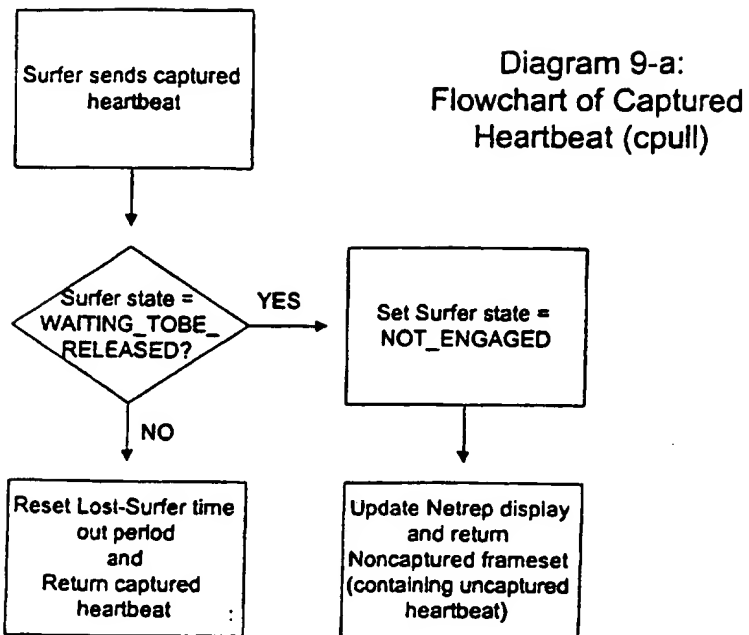 Diagram 9-a:
Flowchart of Captured
Heartbeat (cpull)
Surfer sends captured
heartbeat
Surfer state =
WAITING_TOBE_
RELEASED?
YES
Set Surfer state =
NOT_ENGAGED
NO
Reset Lost-Surfer time
out period
and
Return captured
heartbeat
Update Netrep display
and return
Noncaptured frameset
(containing uncaptured
heartbeat)